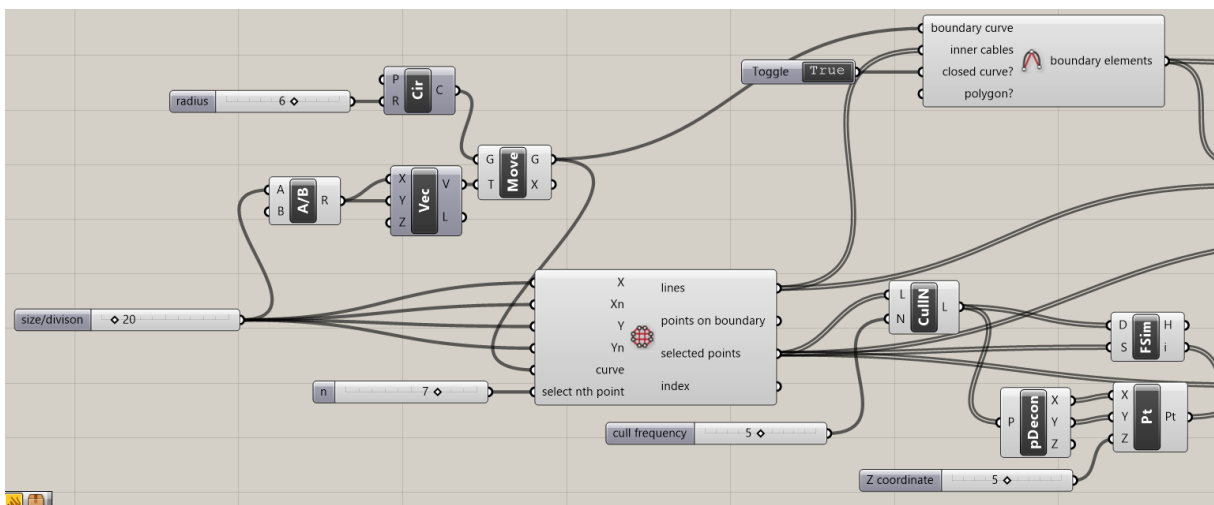 boundary curve
inner cables
closed curve?
polygon?
boundary elements
Toggle True
radius 6
P
R
Cir
C
G
T
Move
G
X
A
B
A/B
R
X
Y
Z
Vec
V
L
size/divison 20
X
Xn
Y
Yn
curve
select nth point
lines
points on boundary
selected points
index
n 7
L
N
CullN
L
cull frequency 5
D
S
FSim
H
i
P
pDecon
X
Y
Z
X
Y
Z
Pt
Pt
Z coordinate 5